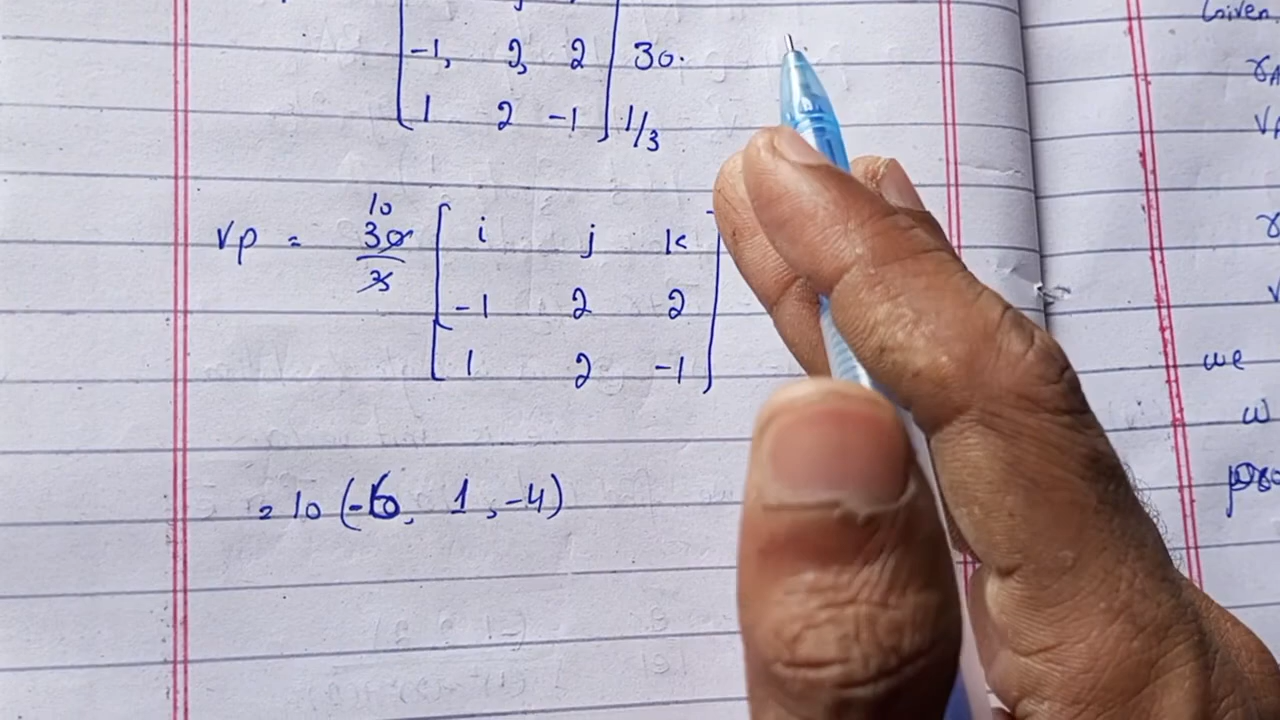 -1, 2, 2 30.
1 2 -1 1/3
Given
10
VP = 30 i j k
3
-1 2 2
1 2 -1
we
= 10 (-6, 1, -4)